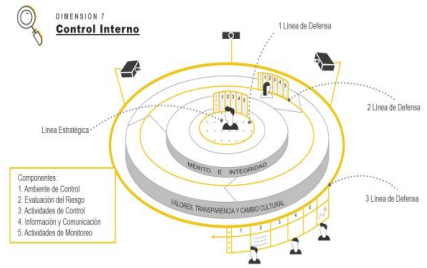 DIMENSIÓN 7
Control Interno
1 Línea de Defensa
2 Línea de Defensa
Línea Estratégica
MÉRITO E INTEGRIDAD
VALORES, TRANSPARENCIA Y CAMBIO CULTURAL
3 Línea de Defensa
Componentes:
1. Ambiente de Control
2. Evaluación del Riesgo
3. Actividades de Control
4. Información y Comunicación
5. Actividades de Monitoreo